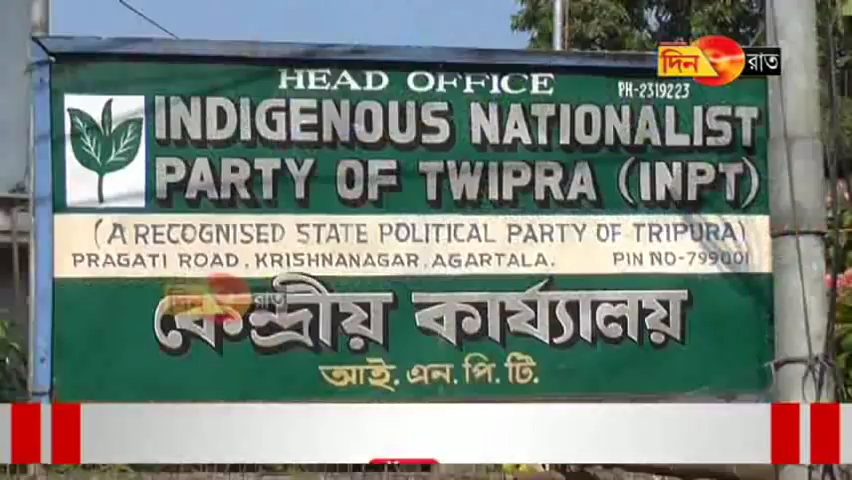 দিন রাত
HEAD OFFICE
PH-2319223
INDIGENOUS NATIONALIST
PARTY OF TWIPRA (INPT)
(A RECOGNISED STATE POLITICAL PARTY OF TRIPURA)
PRAGATI ROAD, KRISHNANAGAR, AGARTALA. PIN NO-799001
দিন রাত
কেন্দ্রীয় কার্য্যালয়
আই.এন.পি.টি.